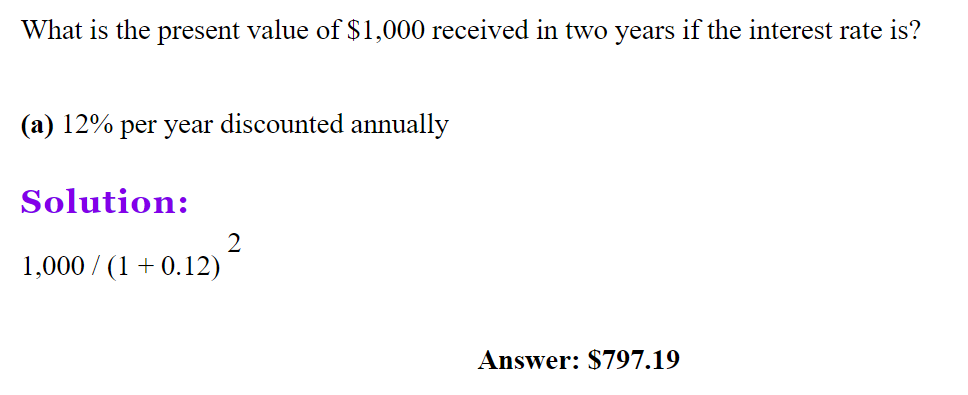 What is the present value of $1,000 received in two years if the interest rate is?
(a) 12% per year discounted annually
Solution:
1,000 / (1 + 0.12)²
Answer: $797.19